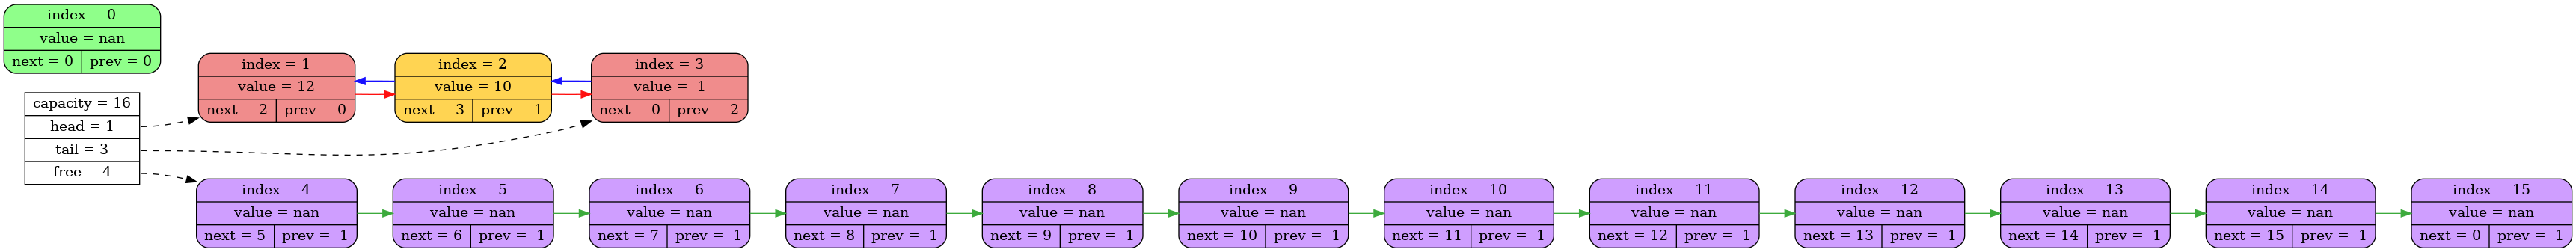 index = 0
value = nan
next = 0 prev = 0
capacity = 16
head = 1
tail = 3
free = 4
index = 1
value = 12
next = 2 prev = 0
index = 2
value = 10
next = 3 prev = 1
index = 3
value = -1
next = 0 prev = 2
index = 4
value = nan
next = 5 prev = -1
index = 5
value = nan
next = 6 prev = -1
index = 6
value = nan
next = 7 prev = -1
index = 7
value = nan
next = 8 prev = -1
index = 8
value = nan
next = 9 prev = -1
index = 9
value = nan
next = 10 prev = -1
index = 10
value = nan
next = 11 prev = -1
index = 11
value = nan
next = 12 prev = -1
index = 12
value = nan
next = 13 prev = -1
index = 13
value = nan
next = 14 prev = -1
index = 14
value = nan
next = 15 prev = -1
index = 15
value = nan
next = 0 prev = -1